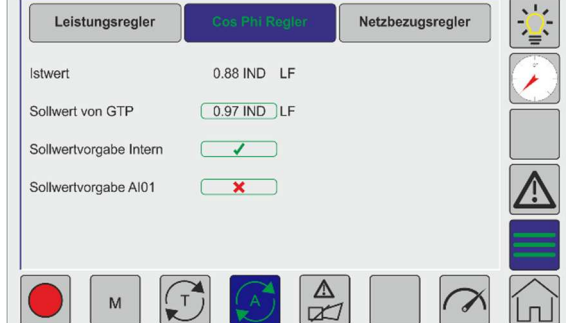 Leistungsregler Cos Phi Regler Netzbezugsregler
Istwert 0.88 IND LF
Sollwert von GTP 0.97 IND LF
Sollwertvorgabe Intern
Sollwertvorgabe AI01
M T A